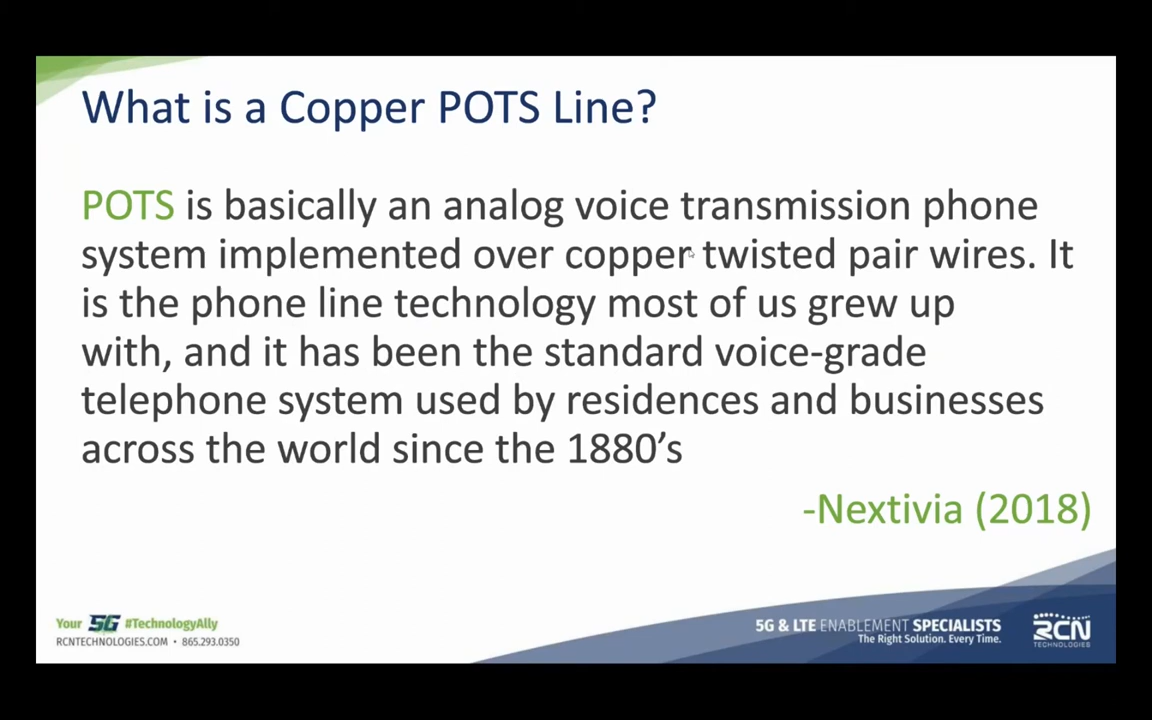 What is a Copper POTS Line?
POTS is basically an analog voice transmission phone
system implemented over copper twisted pair wires. It
is the phone line technology most of us grew up
with, and it has been the standard voice-grade
telephone system used by residences and businesses
across the world since the 1880’s
-Nextivia (2018)
Your 5G #TechnologyAlly
RCNTECHNOLOGIES.COM • 865.293.0350
5G & LTE ENABLEMENT SPECIALISTS
The Right Solution. Every Time.
RCN
TECHNOLOGIES